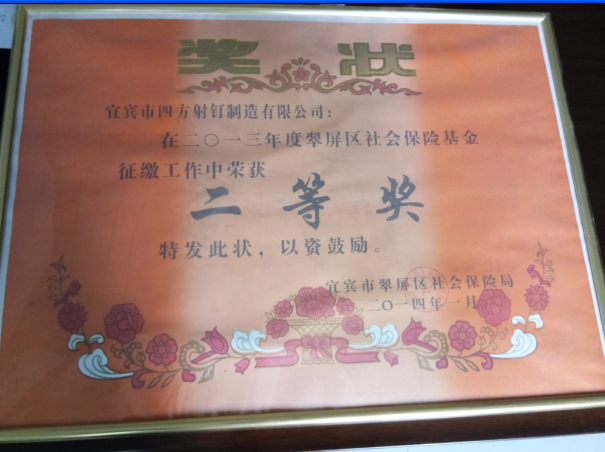 奖状
宜宾市四方射钉制造有限公司：
在二〇一三年度翠屏区社会保险基金
征缴工作中荣获
二等奖
特发此状，以资鼓励。
宜宾市翠屏区社会保险局
二〇一四年一月